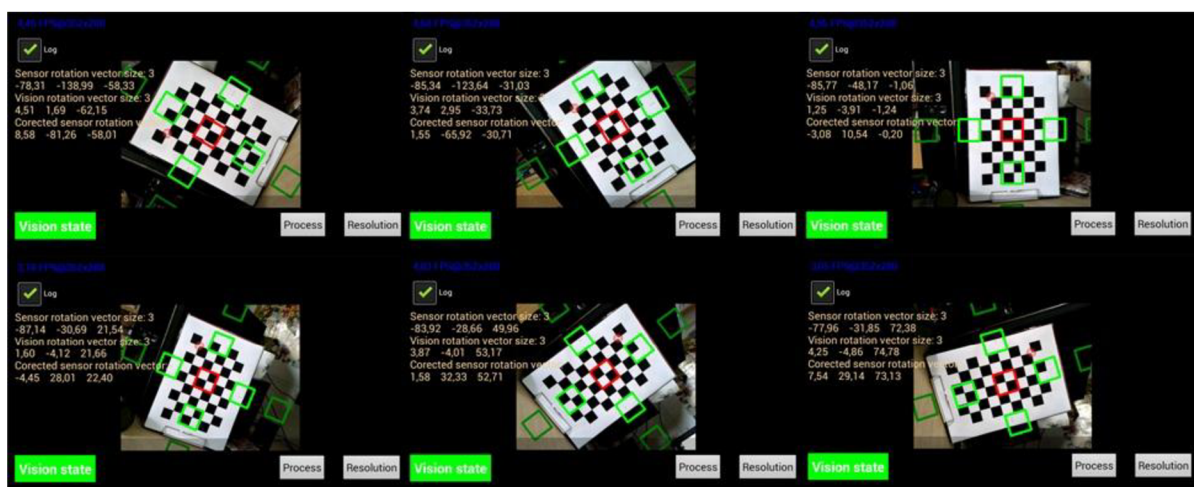 Log
Sensor rotation vector size: 3
-78,31 -138,99 -58,33
Vision rotation vector size: 3
4,51 1,69 -62,15
Corected sensor rotation vector
8,58 -81,26 -58,01
Vision state
Process
Resolution
Log
Sensor rotation vector size: 3
-85,34 -123,64 -31,03
Vision rotation vector size: 3
3,74 2,95 -33,73
Corected sensor rotation vector
1,55 -65,92 -30,71
Vision state
Process
Resolution
Log
Sensor rotation vector size: 3
-85,77 -48,17 -1,06
Vision rotation vector size: 3
1,25 -3,91 -1,24
Corected sensor rotation vector
-3,08 10,54 -0,20
Vision state
Process
Resolution
Log
Sensor rotation vector size: 3
-87,14 -30,69 21,54
Vision rotation vector size: 3
1,60 -4,12 21,66
Corected sensor rotation vector
-4,45 28,01 22,40
Vision state
Process
Resolution
Log
Sensor rotation vector size: 3
-83,92 -28,66 49,96
Vision rotation vector size: 3
3,87 -4,01 53,17
Corected sensor rotation vector
1,58 32,33 52,71
Vision state
Process
Resolution
Log
Sensor rotation vector size: 3
-77,96 -31,85 72,38
Vision rotation vector size: 3
4,25 -4,86 74,78
Corected sensor rotation vector
7,54 29,14 73,13
Vision state
Process
Resolution